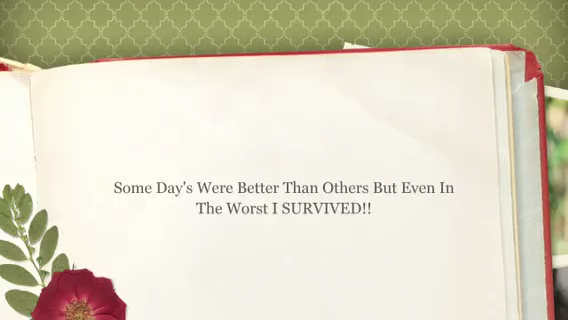 Some Day's Were Better Than Others But Even In
The Worst I SURVIVED!!